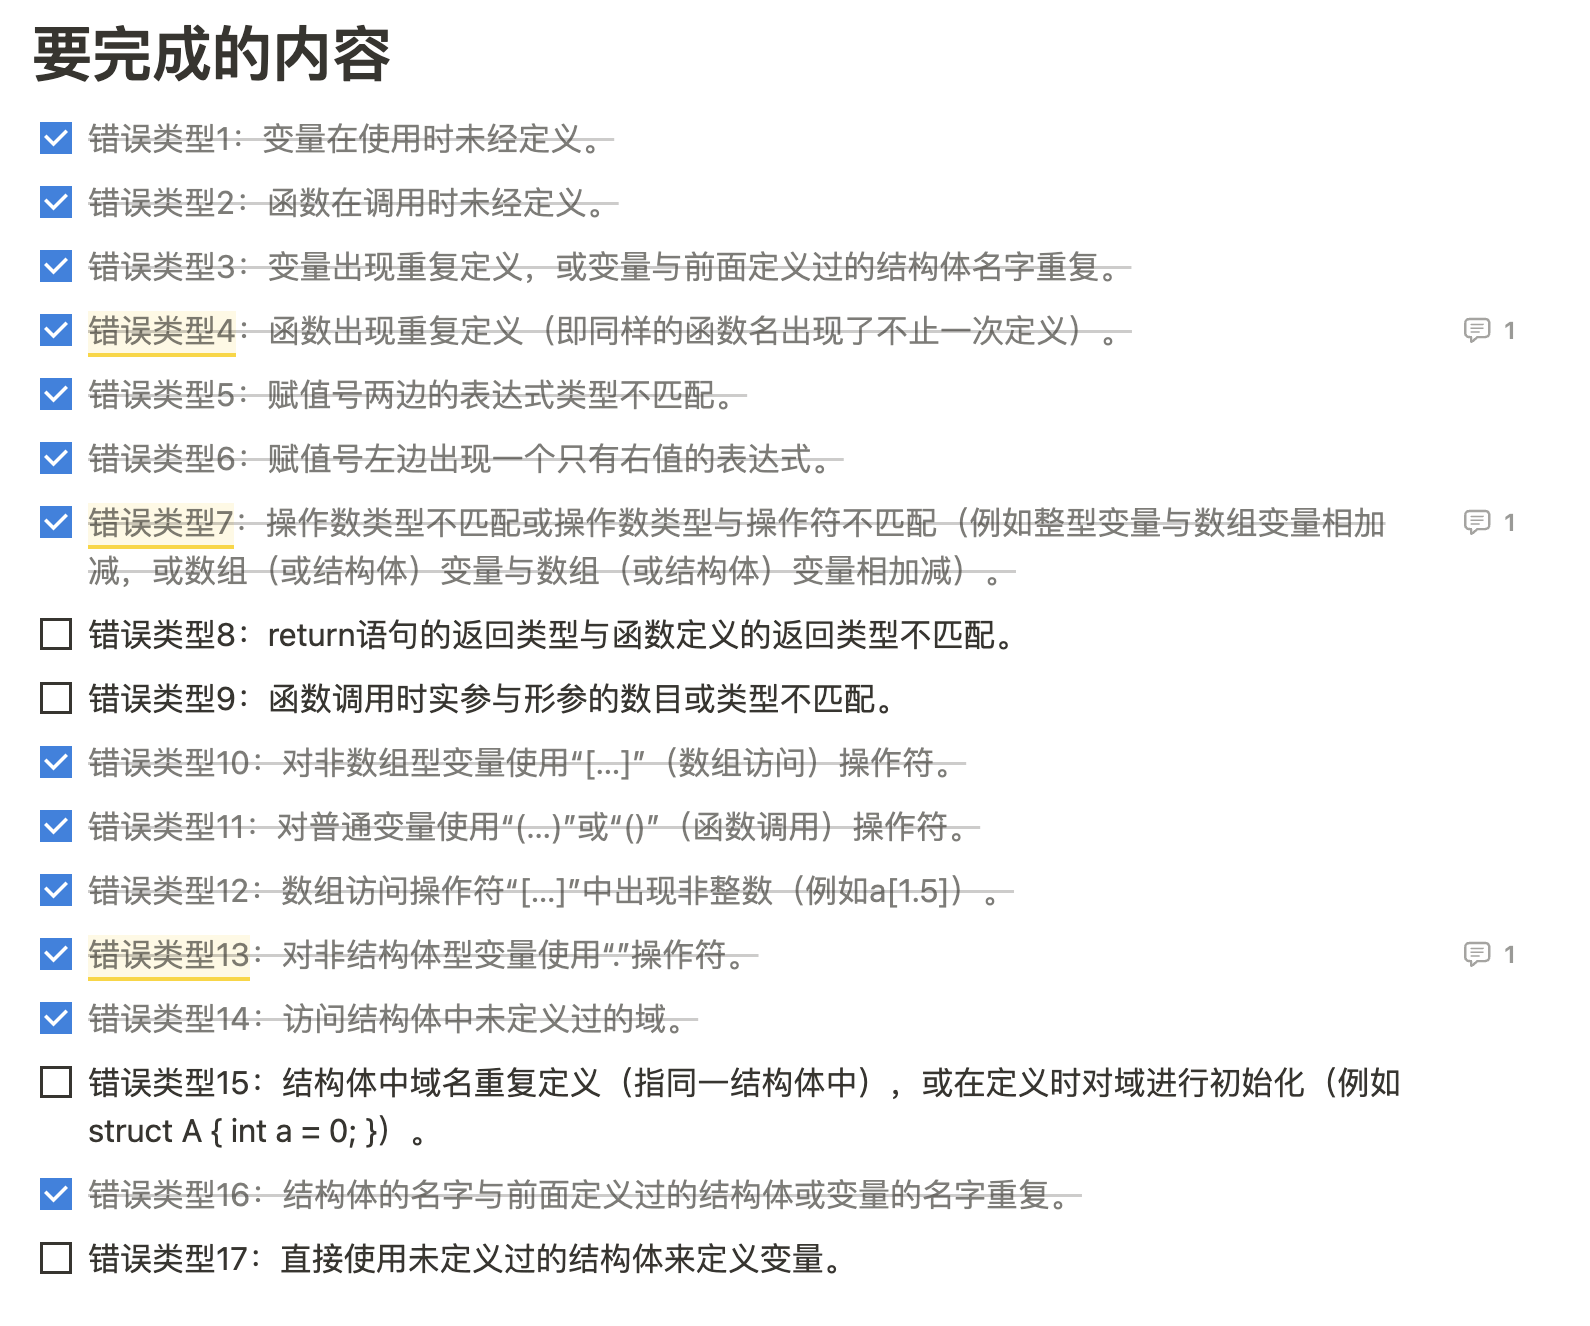 要完成的内容
错误类型1：变量在使用时未经定义。
错误类型2：函数在调用时未经定义。
错误类型3：变量出现重复定义，或变量与前面定义过的结构体名字重复。
错误类型4：函数出现重复定义（即同样的函数名出现了不止一次定义）。
1
错误类型5：赋值号两边的表达式类型不匹配。
错误类型6：赋值号左边出现一个只有右值的表达式。
错误类型7：操作数类型不匹配或操作数类型与操作符不匹配（例如整型变量与数组变量相加
1
减，或数组（或结构体）变量与数组（或结构体）变量相加减）。
错误类型8：return语句的返回类型与函数定义的返回类型不匹配。
错误类型9：函数调用时实参与形参的数目或类型不匹配。
错误类型10：对非数组型变量使用“[...]”（数组访问）操作符。
错误类型11：对普通变量使用“(...)”或“()”（函数调用）操作符。
错误类型12：数组访问操作符“[...]”中出现非整数（例如a[1.5]）。
错误类型13：对非结构体型变量使用“.”操作符。
1
错误类型14：访问结构体中未定义过的域。
错误类型15：结构体中域名重复定义（指同一结构体中），或在定义时对域进行初始化（例如
struct A { int a = 0; }）。
错误类型16：结构体的名字与前面定义过的结构体或变量的名字重复。
错误类型17：直接使用未定义过的结构体来定义变量。